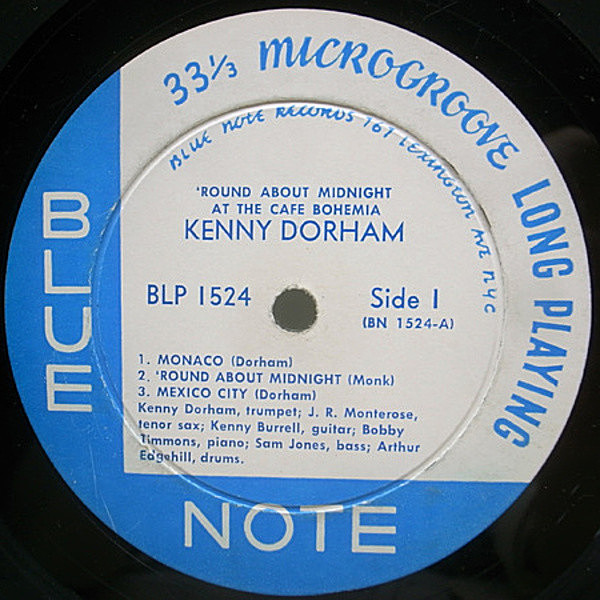 33⅓ MICROGROOVE LONG PLAYING
BLUE NOTE RECORDS 767 LEXINGTON AVE NYC
'ROUND ABOUT MIDNIGHT
AT THE CAFE BOHEMIA
KENNY DORHAM
BLP 1524
Side 1
(BN 1524-A)
1. MONACO (Dorham)
2. 'ROUND ABOUT MIDNIGHT (Monk)
3. MEXICO CITY (Dorham)
Kenny Dorham, trumpet; J. R. Monterose,
tenor sax; Kenny Burrell, guitar; Bobby
Timmons, piano; Sam Jones, bass; Arthur
Edgehill, drums.
BLUE
NOTE